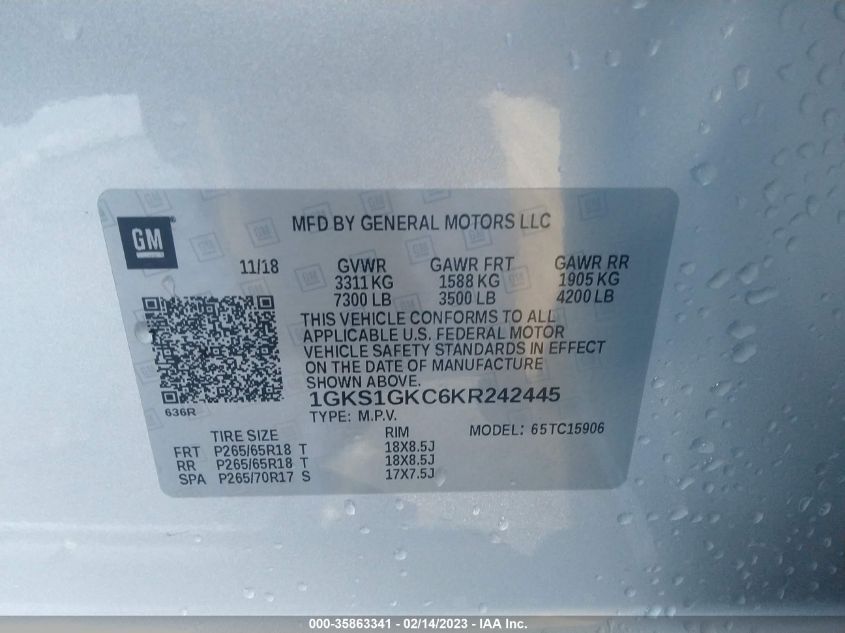 GM
MFD BY GENERAL MOTORS LLC
11/18 GVWR GAWR FRT GAWR RR
3311 KG 1588 KG 1905 KG
7300 LB 3500 LB 4200 LB
THIS VEHICLE CONFORMS TO ALL
APPLICABLE U.S. FEDERAL MOTOR
VEHICLE SAFETY STANDARDS IN EFFECT
ON THE DATE OF MANUFACTURE
SHOWN ABOVE.
636R
1GKS1GKC6KR242445
TYPE: M.P.V.
TIRE SIZE RIM MODEL: 65TC15906
FRT P265/65R18 T 18X8.5J
RR P265/65R18 T 18X8.5J
SPA P265/70R17 S 17X7.5J
000-35863341 - 02/14/2023 - IAA Inc.